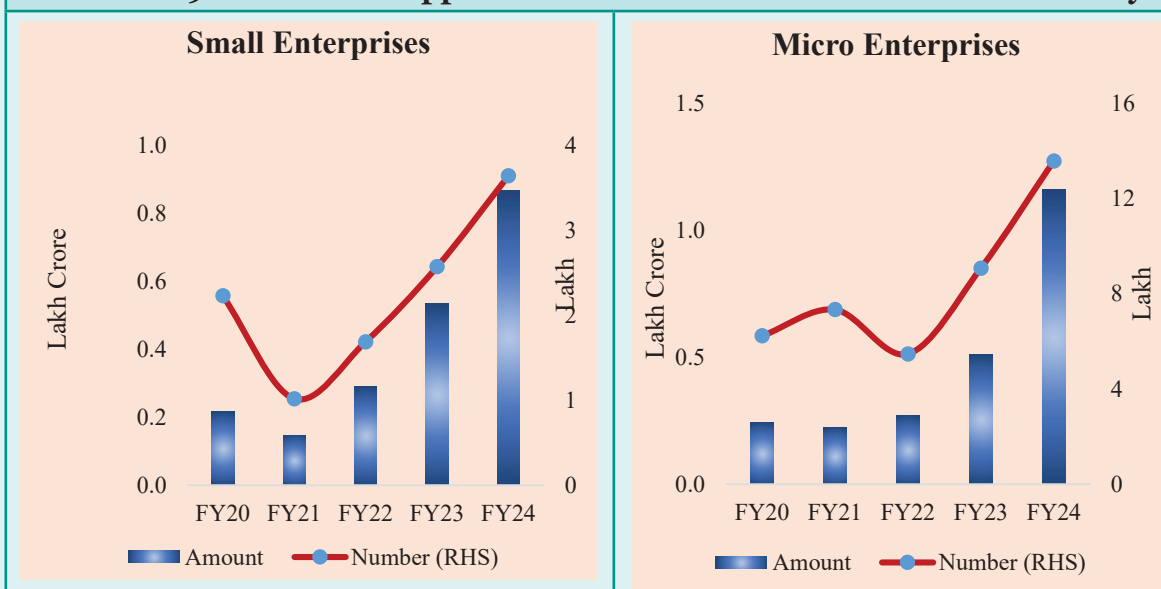 Small Enterprises
Lakh Crore
1.0
0.8
0.6
0.4
0.2
0.0
4
3
2
1
0
Lakh
FY20 FY21 FY22 FY23 FY24
Amount Number (RHS)
Micro Enterprises
Lakh Crore
1.5
1.0
0.5
0.0
16
12
8
4
0
Lakh
FY20 FY21 FY22 FY23 FY24
Amount Number (RHS)